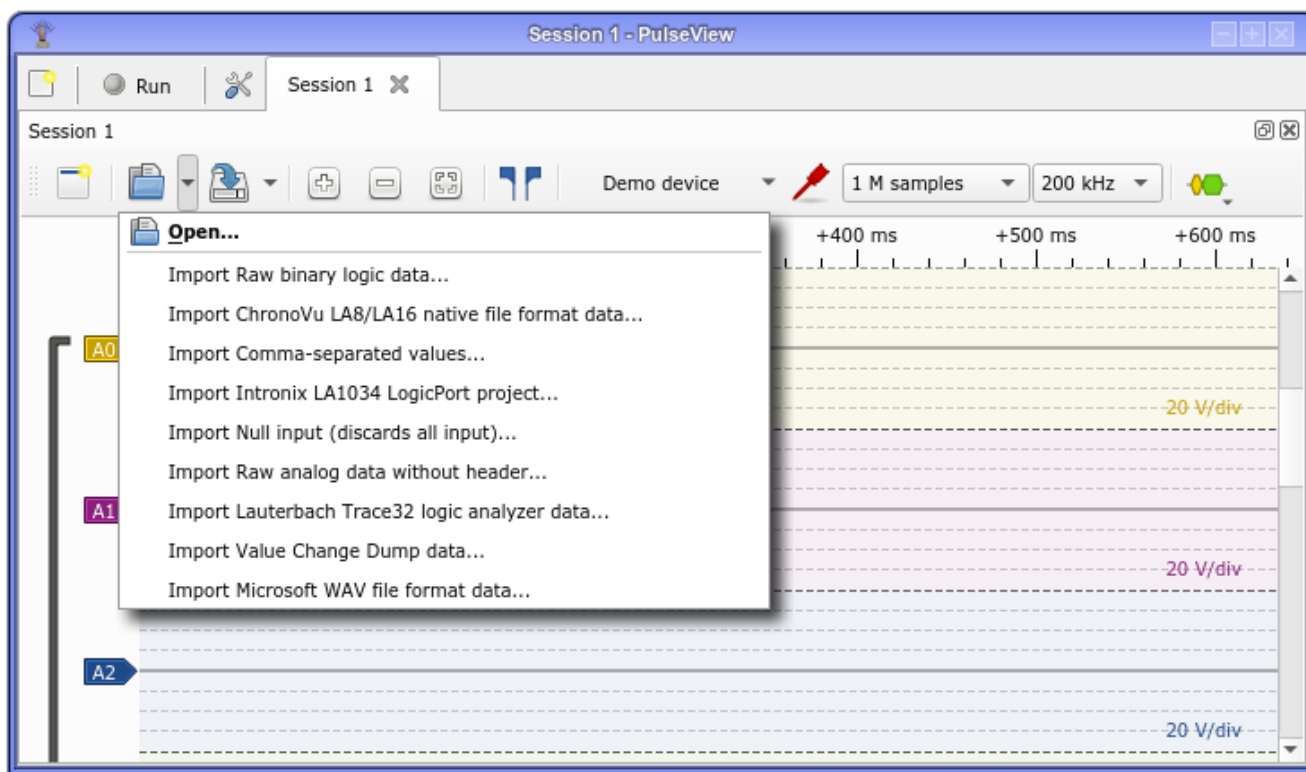 Session 1 - PulseView
Run
Session 1
Session 1
Demo device
1 M samples
200 kHz
Open...
+400 ms
+500 ms
+600 ms
Import Raw binary logic data...
Import ChronoVu LA8/LA16 native file format data...
A0
Import Comma-separated values...
Import Intronix LA1034 LogicPort project...
20 V/div
Import Null input (discards all input)...
Import Raw analog data without header...
A1
Import Lauterbach Trace32 logic analyzer data...
Import Value Change Dump data...
20 V/div
Import Microsoft WAV file format data...
A2
20 V/div